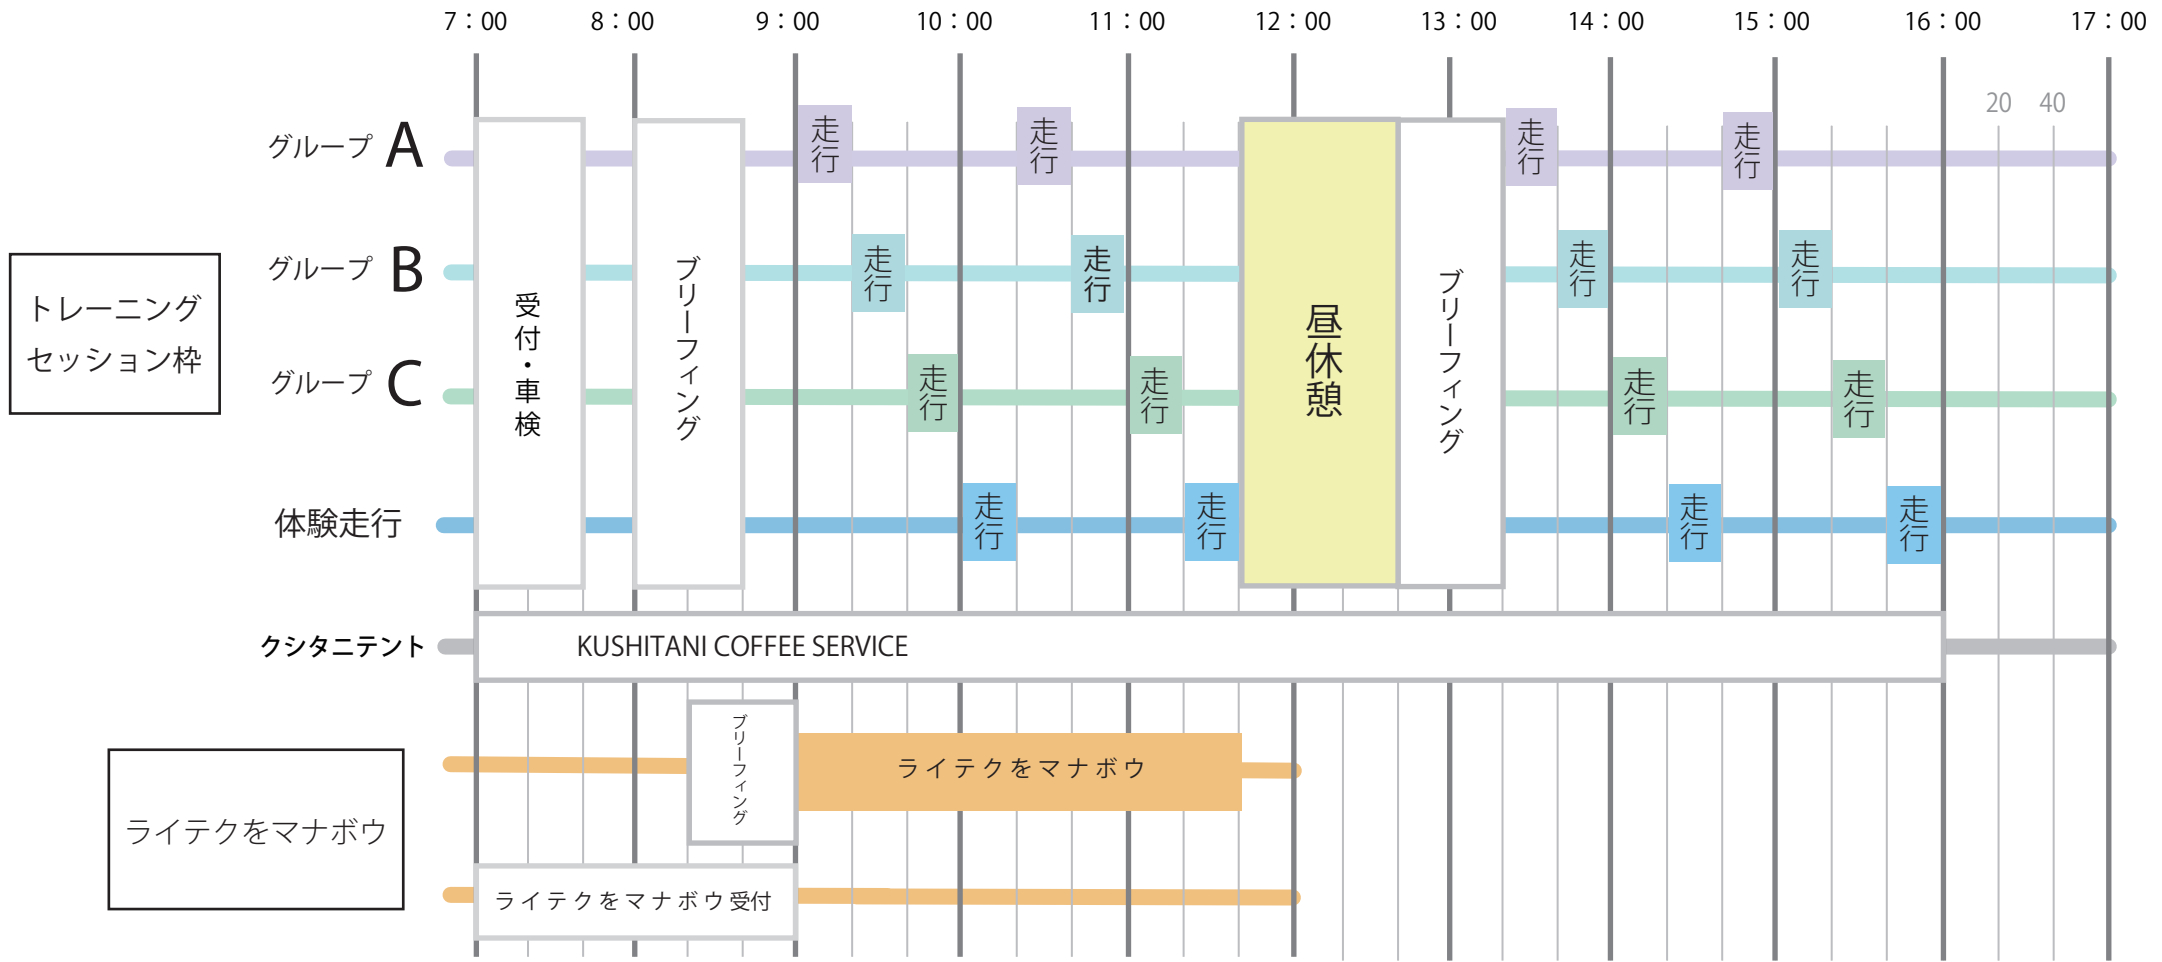 7：00
8：00
9：00
10：00
11：00
12：00
13：00
14：00
15：00
16：00
17：00
20
40
グループ A
走行
走行
走行
走行
グループ B
走行
走行
走行
走行
グループ C
走行
走行
走行
走行
体験走行
走行
走行
走行
走行
トレーニング
セッション枠
受付・車検
ブリーフィング
昼休憩
ブリーフィング
クシタニテント
KUSHITANI COFFEE SERVICE
ライテクをマナボウ
ブリーフィング
ライテクをマナボウ
ライテクをマナボウ受付